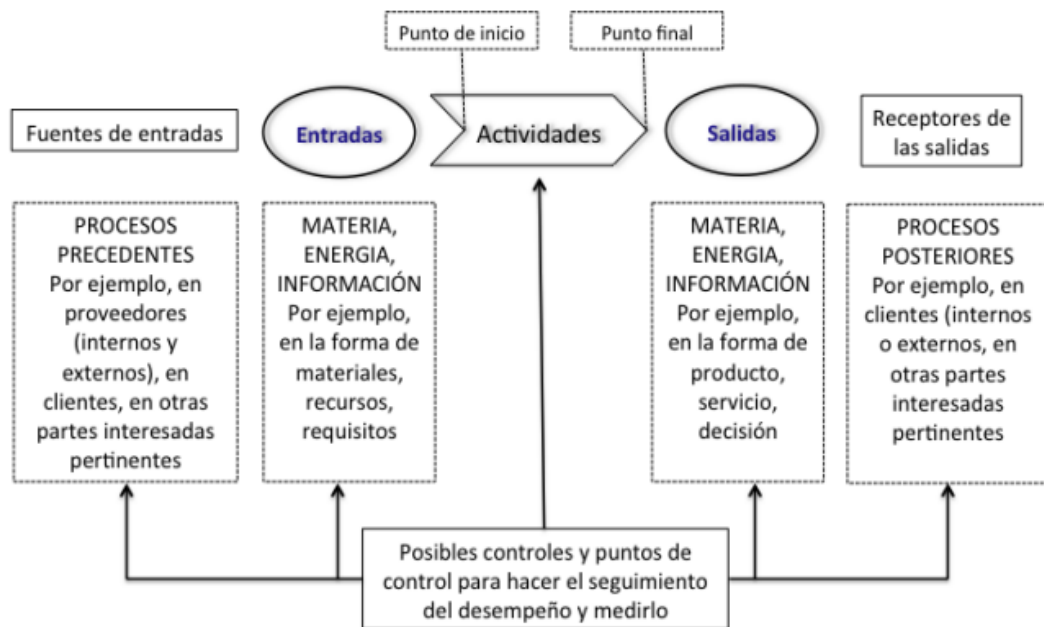 Punto de inicio
Punto final
Fuentes de entradas
Entradas
Actividades
Salidas
Receptores de
las salidas
PROCESOS
PRECEDENTES
Por ejemplo, en
proveedores
(internos y
externos), en
clientes, en otras
partes interesadas
pertinentes
MATERIA,
ENERGIA,
INFORMACIÓN
Por ejemplo,
en la forma de
materiales,
recursos,
requisitos
MATERIA,
ENERGIA,
INFORMACIÓN
Por ejemplo,
en la forma de
producto,
servicio,
decisión
PROCESOS
POSTERIORES
Por ejemplo, en
clientes (internos
o externos, en
otras partes
interesadas
pertinentes
Posibles controles y puntos de
control para hacer el seguimiento
del desempeño y medirlo